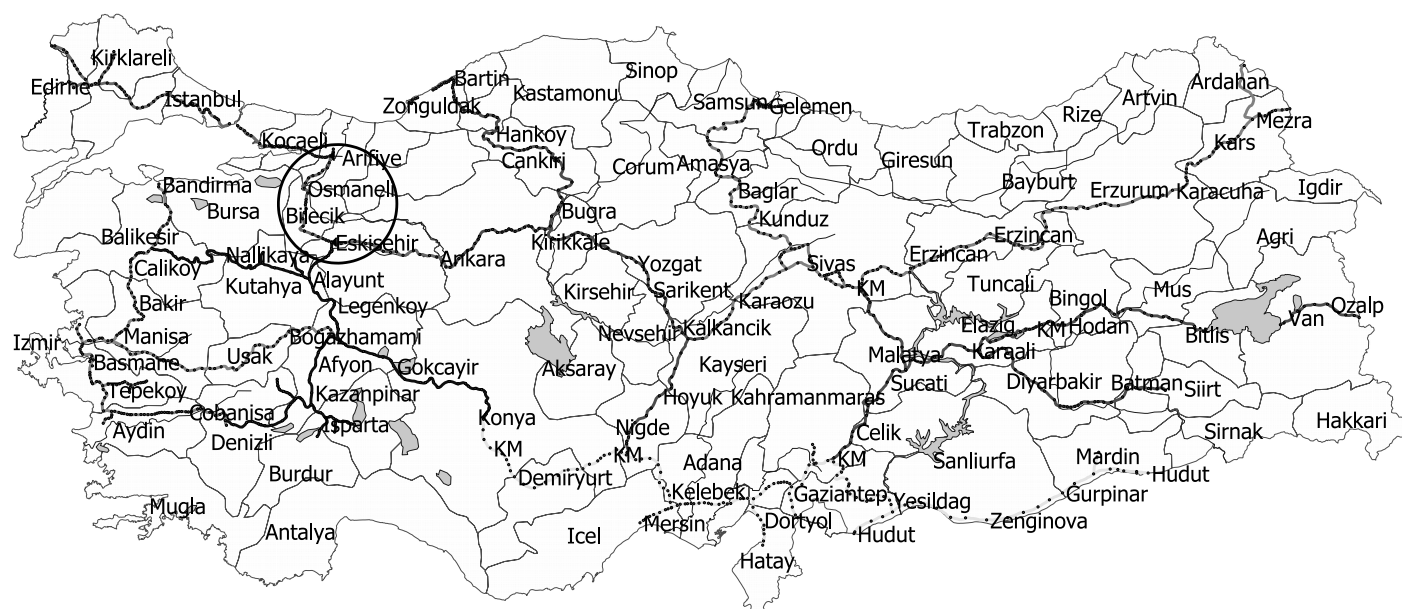 Kirklareli
Edirne
Istanbul
Kocaeli
Arifiye
Bartin
Zonguldak
Kastamonu
Sinop
Hankoy
Cankiri
Corum
Samsun
Gelemen
Amasya
Ordu
Giresun
Trabzon
Rize
Artvin
Ardahan
Mezra
Kars
Bayburt
Erzurum
Karacuha
Igdir
Bandirma
Bursa
Osmaneli
Bilecik
Bugra
Baglar
Kunduz
Balikesir
Calikoy
Nallikaya
Eskisehir
Ankara
Kirikkale
Yozgat
Sivas
KM
Erzincan
Erzincan
Agri
Kutahya
Alayunt
Legenkoy
Kirsehir
Sarikent
Karaozu
Tuncali
Bingol
Mus
Ozalp
Van
Bakir
Manisa
Izmir
Basmane
Usak
Bogazhamami
Nevsehir
Kalkancik
Elazig
KM
Hodan
Bitlis
Afyon
Gokcayir
Aksaray
Kayseri
Malatya
Karaali
Tepekoy
Kazanpinar
Hoyuk
Kahramanmaras
Sucati
Diyarbakir
Batman
Siirt
Cobanisa
Aydin
Denizli
Isparta
Konya
Nigde
Celik
Sirnak
Hakkari
KM
KM
KM
Burdur
Demiryurt
Adana
Sanliurfa
Mardin
Hudut
Mugla
Antalya
Icel
Kelebek
Mersin
Gaziantep
Yesildag
Gurpinar
Dortyol
Hudut
Zenginova
Hatay